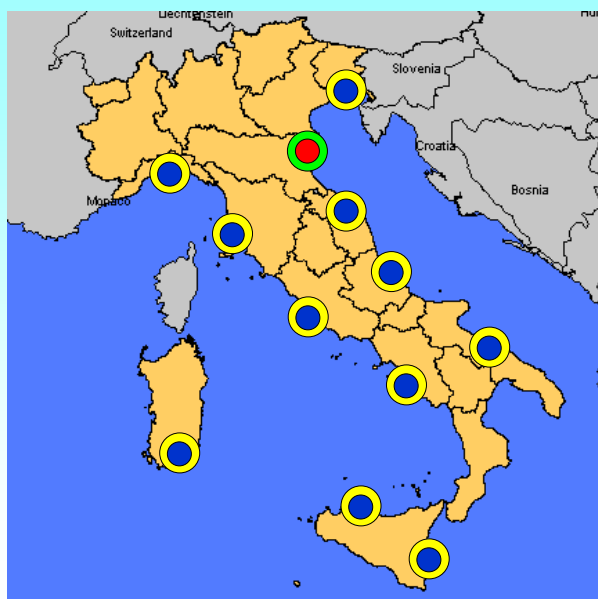 Liechtenstein
Switzerland
Slovenia
Croatia
Bosnia
Monaco